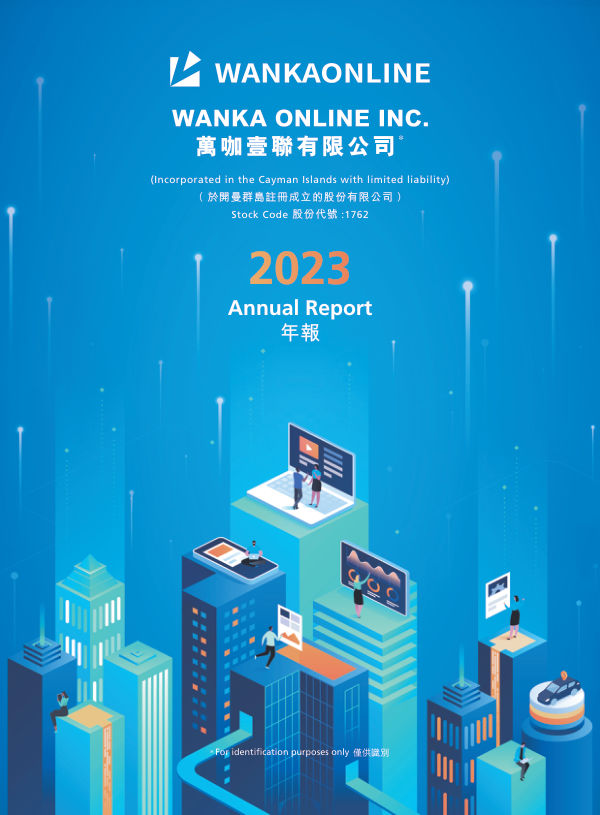 WANKAONLINE
WANKA ONLINE INC.
萬咖壹聯有限公司*
(Incorporated in the Cayman Islands with limited liability)
（於開曼群島註冊成立的股份有限公司）
Stock Code 股份代號 :1762
2023
Annual Report
年報
* For identification purposes only 僅供識別